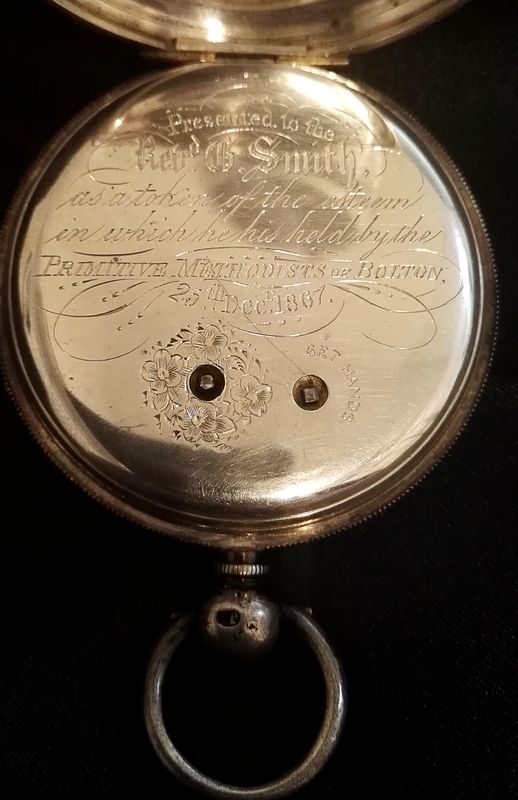 Presented to the
Revd G Smith,
as a token of the esteem
in which he his held by the
PRIMITIVE METHODISTS OF BOLTON.
25th Decr 1867.
SET HANDS